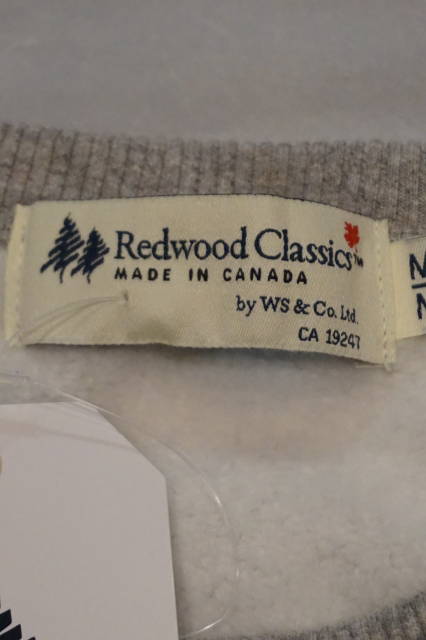 Redwood Classics™
MADE IN CANADA
by WS & Co. Ltd.
CA 19247